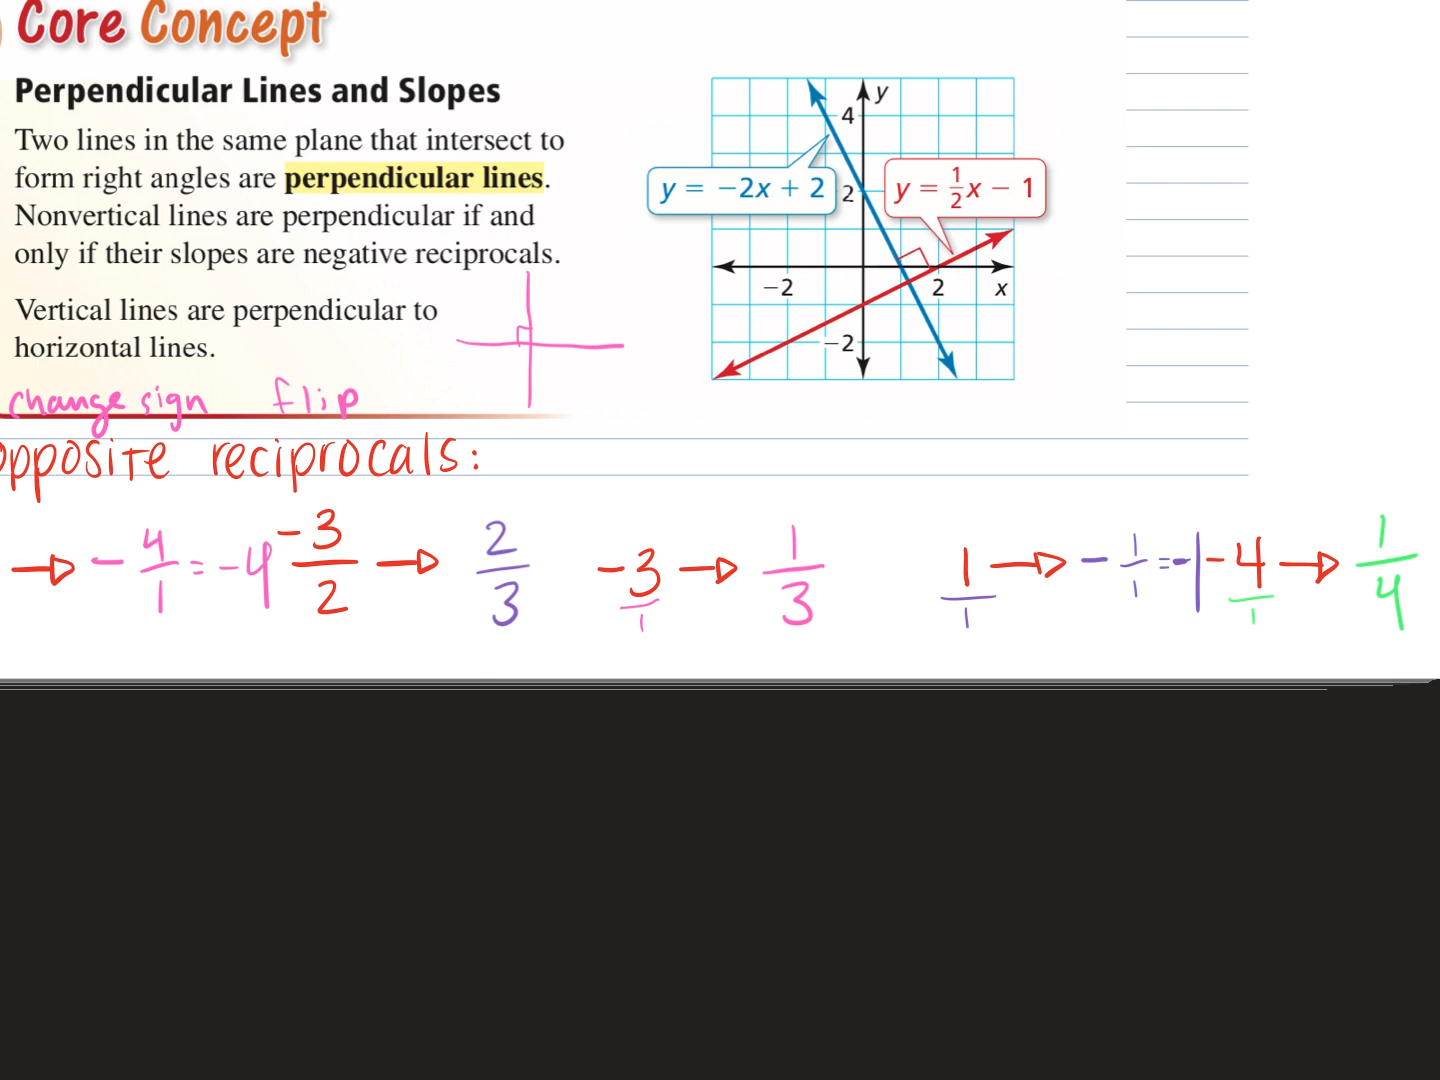 Core Concept
Perpendicular Lines and Slopes
Two lines in the same plane that intersect to
form right angles are perpendicular lines.
Nonvertical lines are perpendicular if and
only if their slopes are negative reciprocals.
Vertical lines are perpendicular to
horizontal lines.
y
4
y = −2x + 2
2
y = 1/2x − 1
−2
2
x
−2
change sign flip
opposite reciprocals:
→ -4/1 = -4
-3/2 → 2/3
-3/1 → 1/3
1/1 → -1/1 = -1
-4/1 → 1/4